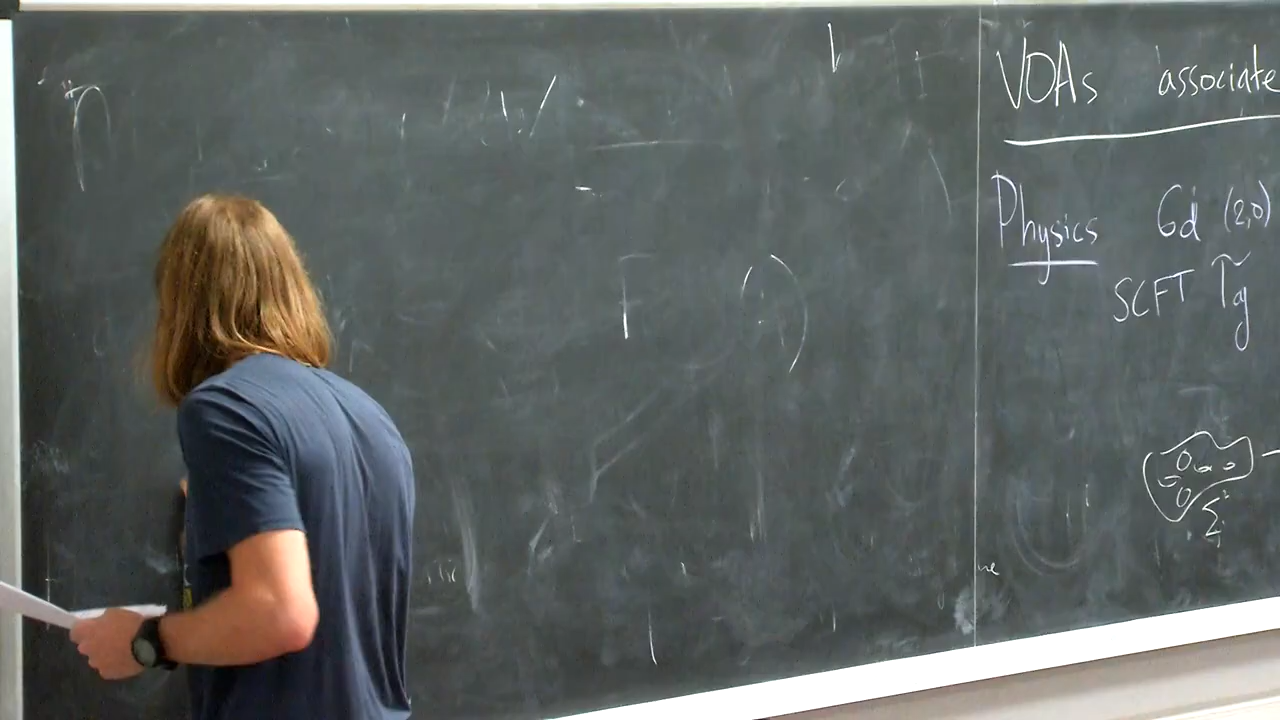 VOAs associate
Physics 6d (2,0)
SCFT T̃g
Σ